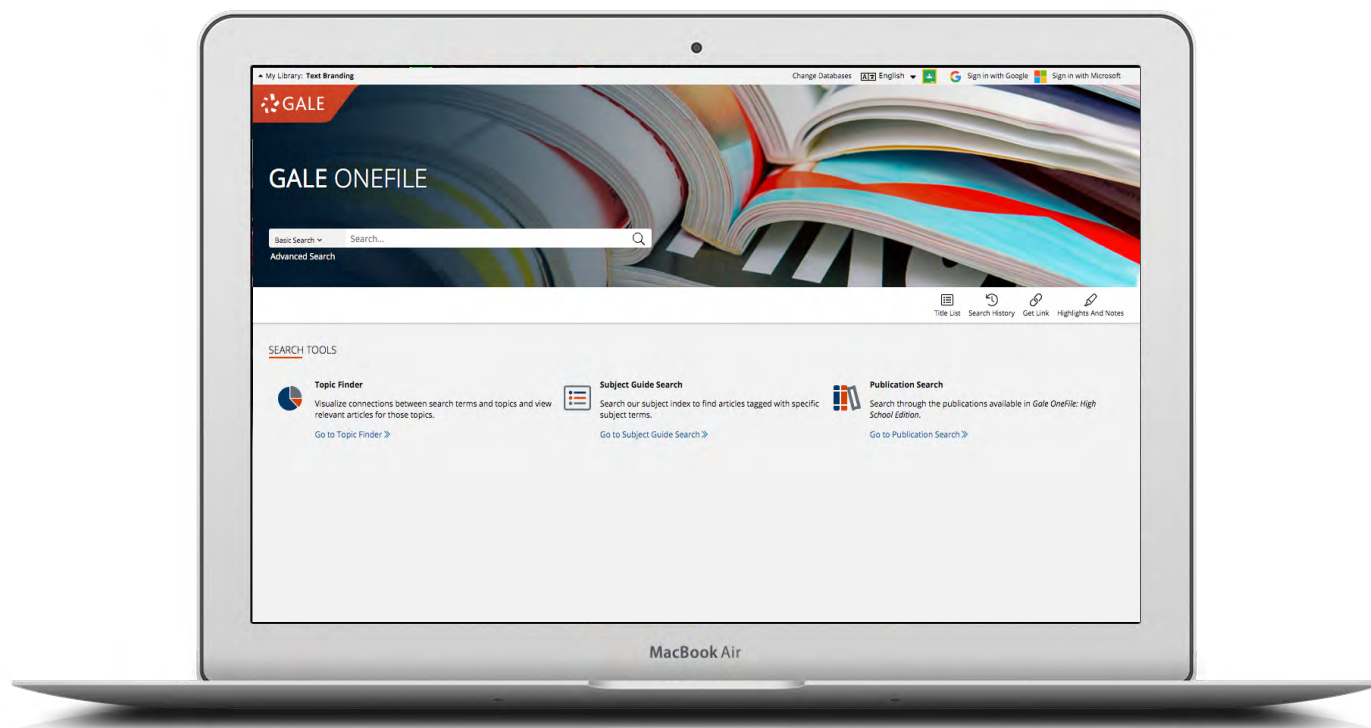 My Library: Text Branding
Change Databases
English
Sign in with Google
Sign in with Microsoft
GALE
GALE ONEFILE
Basic Search
Search...
Advanced Search
Title List
Search History
Get Link
Highlights And Notes
SEARCH TOOLS
Topic Finder
Visualize connections between search terms and topics and view
relevant articles for those topics.
Go to Topic Finder »
Subject Guide Search
Search our subject index to find articles tagged with specific
subject terms.
Go to Subject Guide Search »
Publication Search
Search through the publications available in Gale OneFile: High
School Edition.
Go to Publication Search »
MacBook Air